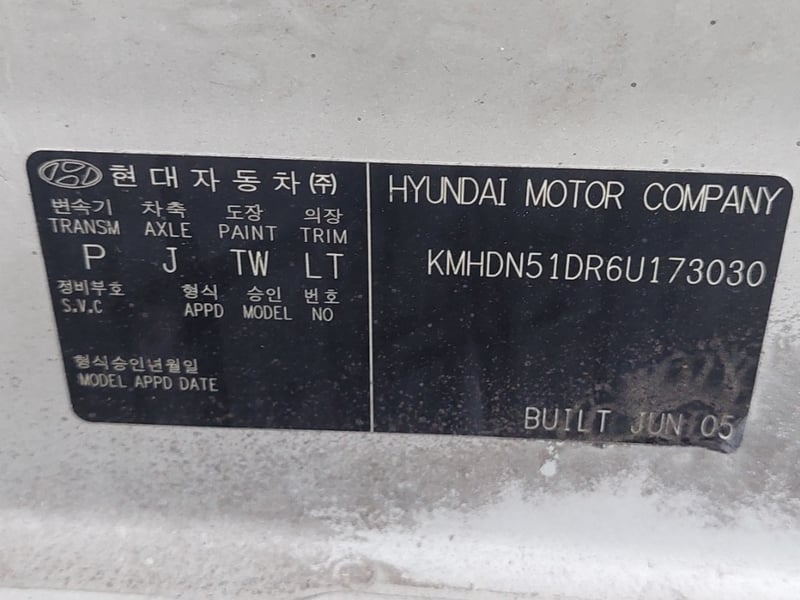 현대자동차(주)
변속기 차축 도장 의장
TRANSM AXLE PAINT TRIM
P J TW LT
정비부호 형식 승인 번호
S.V.C APPD MODEL NO
형식승인년월일
MODEL APPD DATE
HYUNDAI MOTOR COMPANY
KMHDN51DR6U173030
BUILT JUN 05